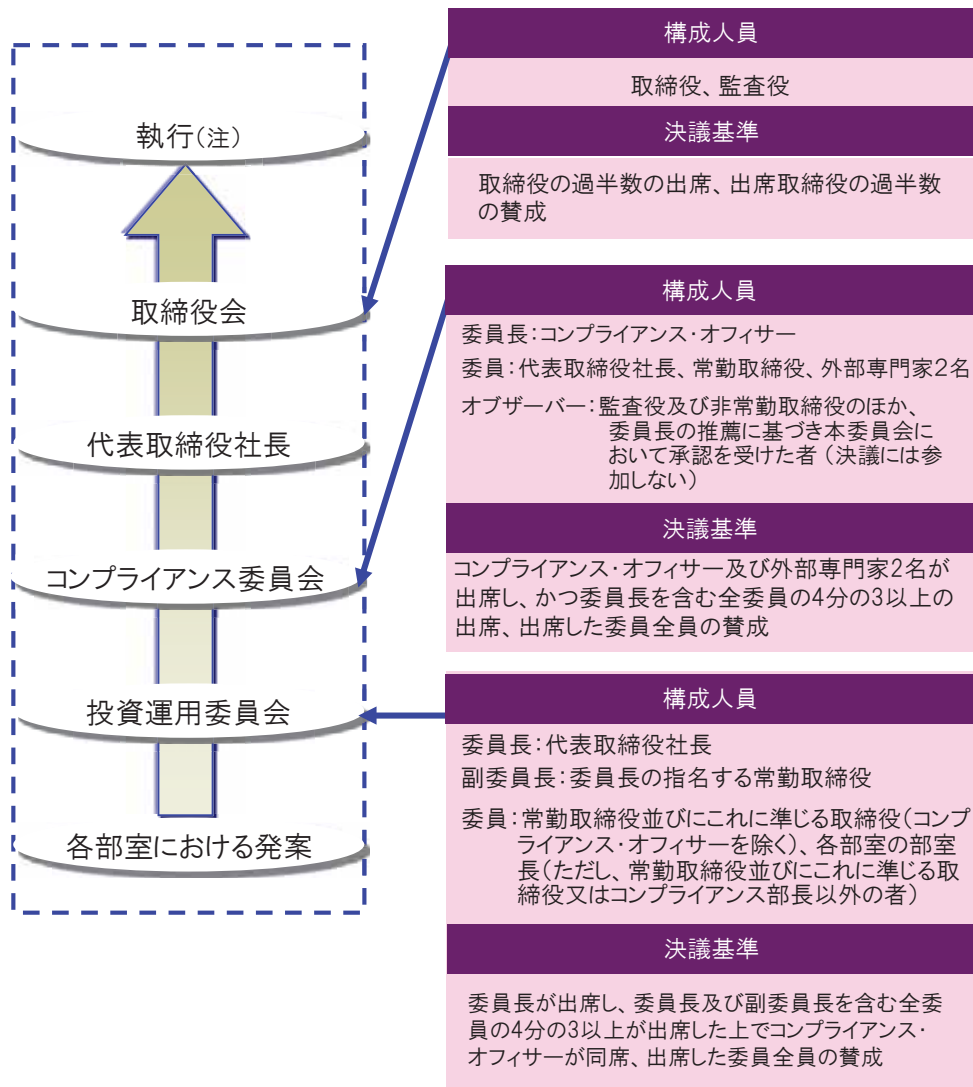 執行(注)
取締役会
代表取締役社長
コンプライアンス委員会
投資運用委員会
各部室における発案
構成人員
取締役、監査役
決議基準
取締役の過半数の出席、出席取締役の過半数
の賛成
構成人員
委員長:コンプライアンス・オフィサー
委員:代表取締役社長、常勤取締役、外部専門家2名
オブザーバー:監査役及び非常勤取締役のほか、
委員長の推薦に基づき本委員会に
おいて承認を受けた者(決議には参
加しない)
決議基準
コンプライアンス・オフィサー及び外部専門家2名が
出席し、かつ委員長を含む全委員の4分の3以上の
出席、出席した委員全員の賛成
構成人員
委員長:代表取締役社長
副委員長:委員長の指名する常勤取締役
委員:常勤取締役並びにこれに準じる取締役(コンプ
ライアンス・オフィサーを除く)、各部室の部室
長(ただし、常勤取締役並びにこれに準じる取
締役又はコンプライアンス部長以外の者)
決議基準
委員長が出席し、委員長及び副委員長を含む全委
員の4分の3以上が出席した上でコンプライアンス・
オフィサーが同席、出席した委員全員の賛成